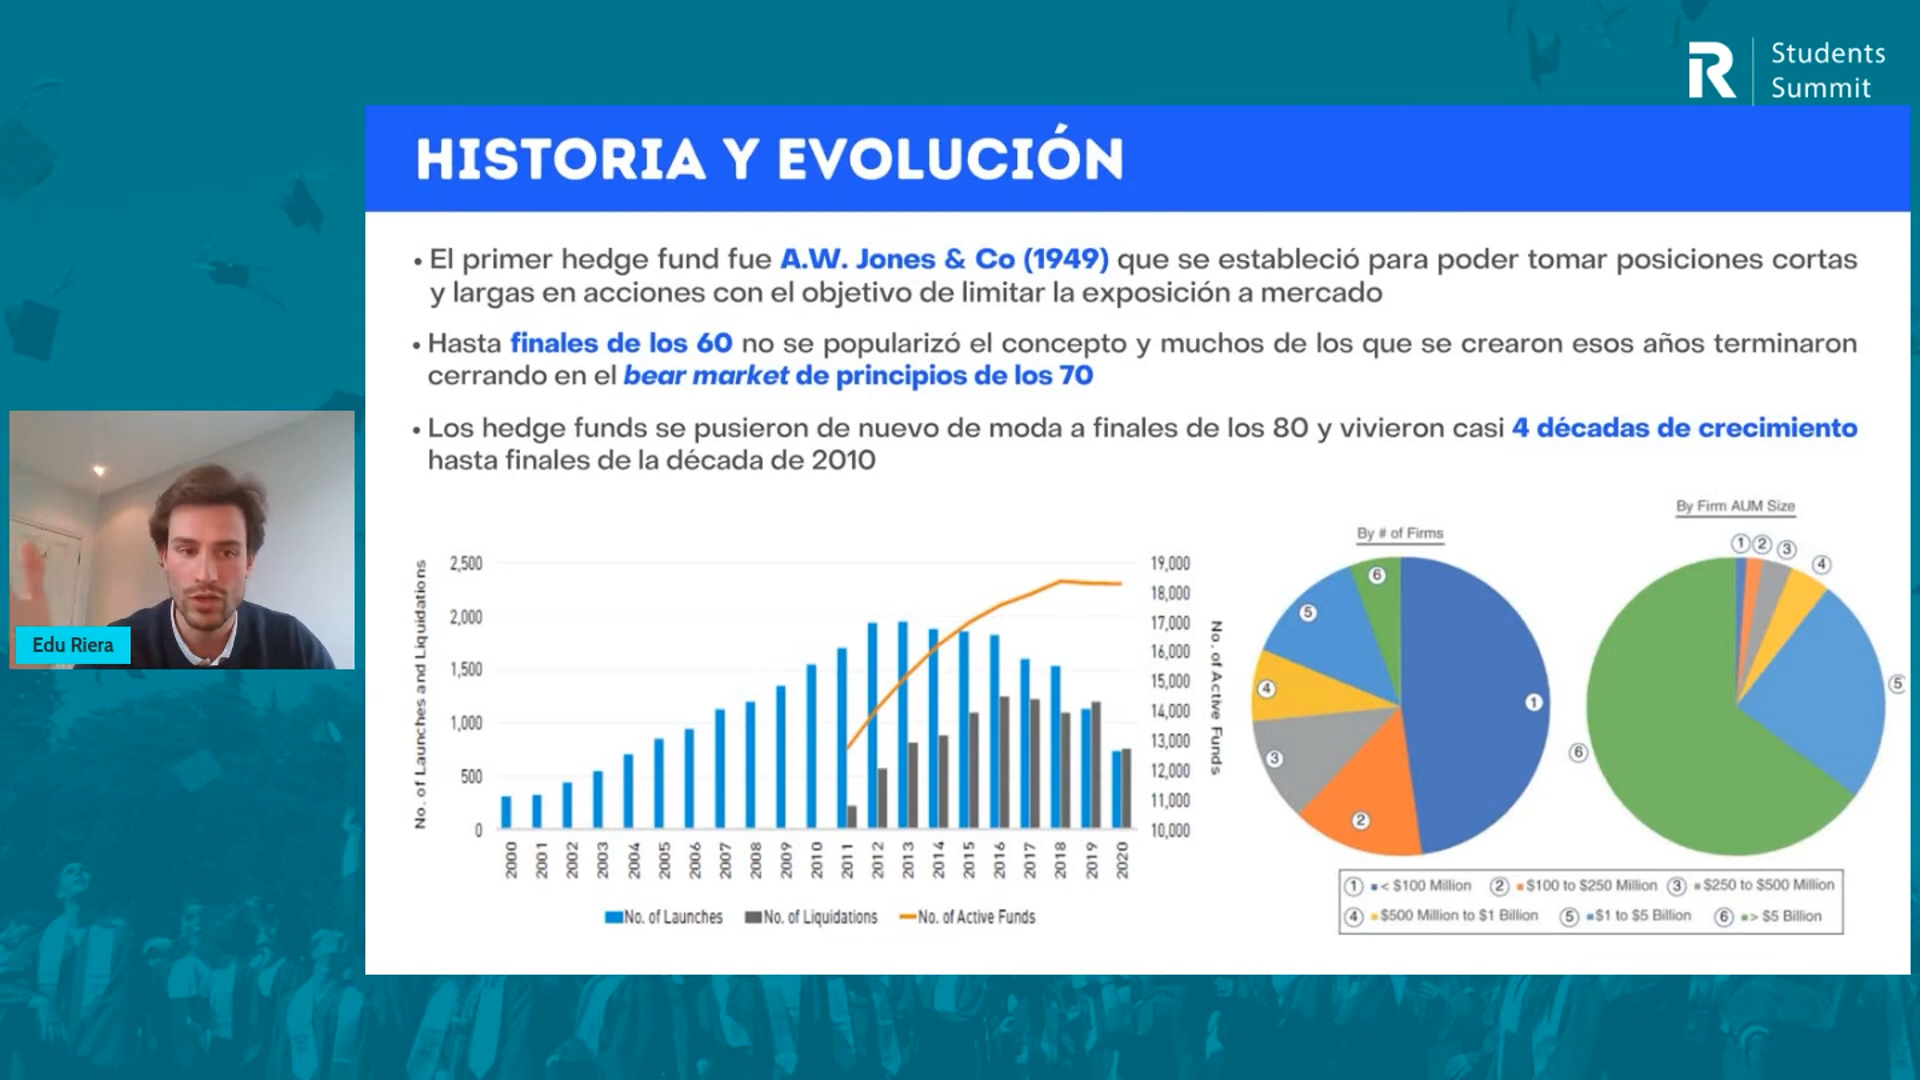 R
Students
Summit
HISTORIA Y EVOLUCIÓN
• El primer hedge fund fue A.W. Jones & Co (1949) que se estableció para poder tomar posiciones cortas
y largas en acciones con el objetivo de limitar la exposición a mercado
• Hasta finales de los 60 no se popularizó el concepto y muchos de los que se crearon esos años terminaron
cerrando en el bear market de principios de los 70
• Los hedge funds se pusieron de nuevo de moda a finales de los 80 y vivieron casi 4 décadas de crecimiento
hasta finales de la década de 2010
Edu Riera
No. of Launches and Liquidations
2,500
2,000
1,500
1,000
500
0
19,000
18,000
17,000
16,000
15,000
14,000
13,000
12,000
11,000
10,000
No. of Active Funds
2000 2001 2002 2003 2004 2005 2006 2007 2008 2009 2010 2011 2012 2013 2014 2015 2016 2017 2018 2019 2020
No. of Launches No. of Liquidations No. of Active Funds
By # of Firms
6
5
4
3
2
1
By Firm AUM Size
1 2 3
4
5
6
1 < $100 Million 2 $100 to $250 Million 3 $250 to $500 Million
4 $500 Million to $1 Billion 5 $1 to $5 Billion 6 > $5 Billion